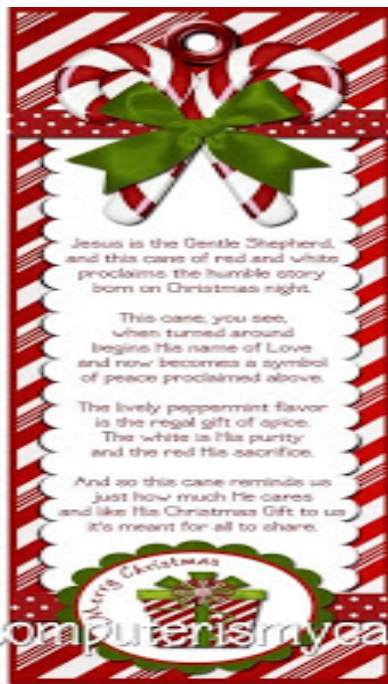 Jesus is the Gentle Shepherd,
and this cane of red and white
proclaims the humble story
born on Christmas night.
This cane, you see,
when turned around
begins His name of Love
and now becomes a symbol
of peace proclaimed above.
The lively peppermint flavor
is the regal gift of spice.
The white is His purity
and the red His sacrifice.
And so this cane reminds us
just how much He cares
and like His Christmas Gift to us
it's meant for all to share.
Merry Christmas
omputerismyca